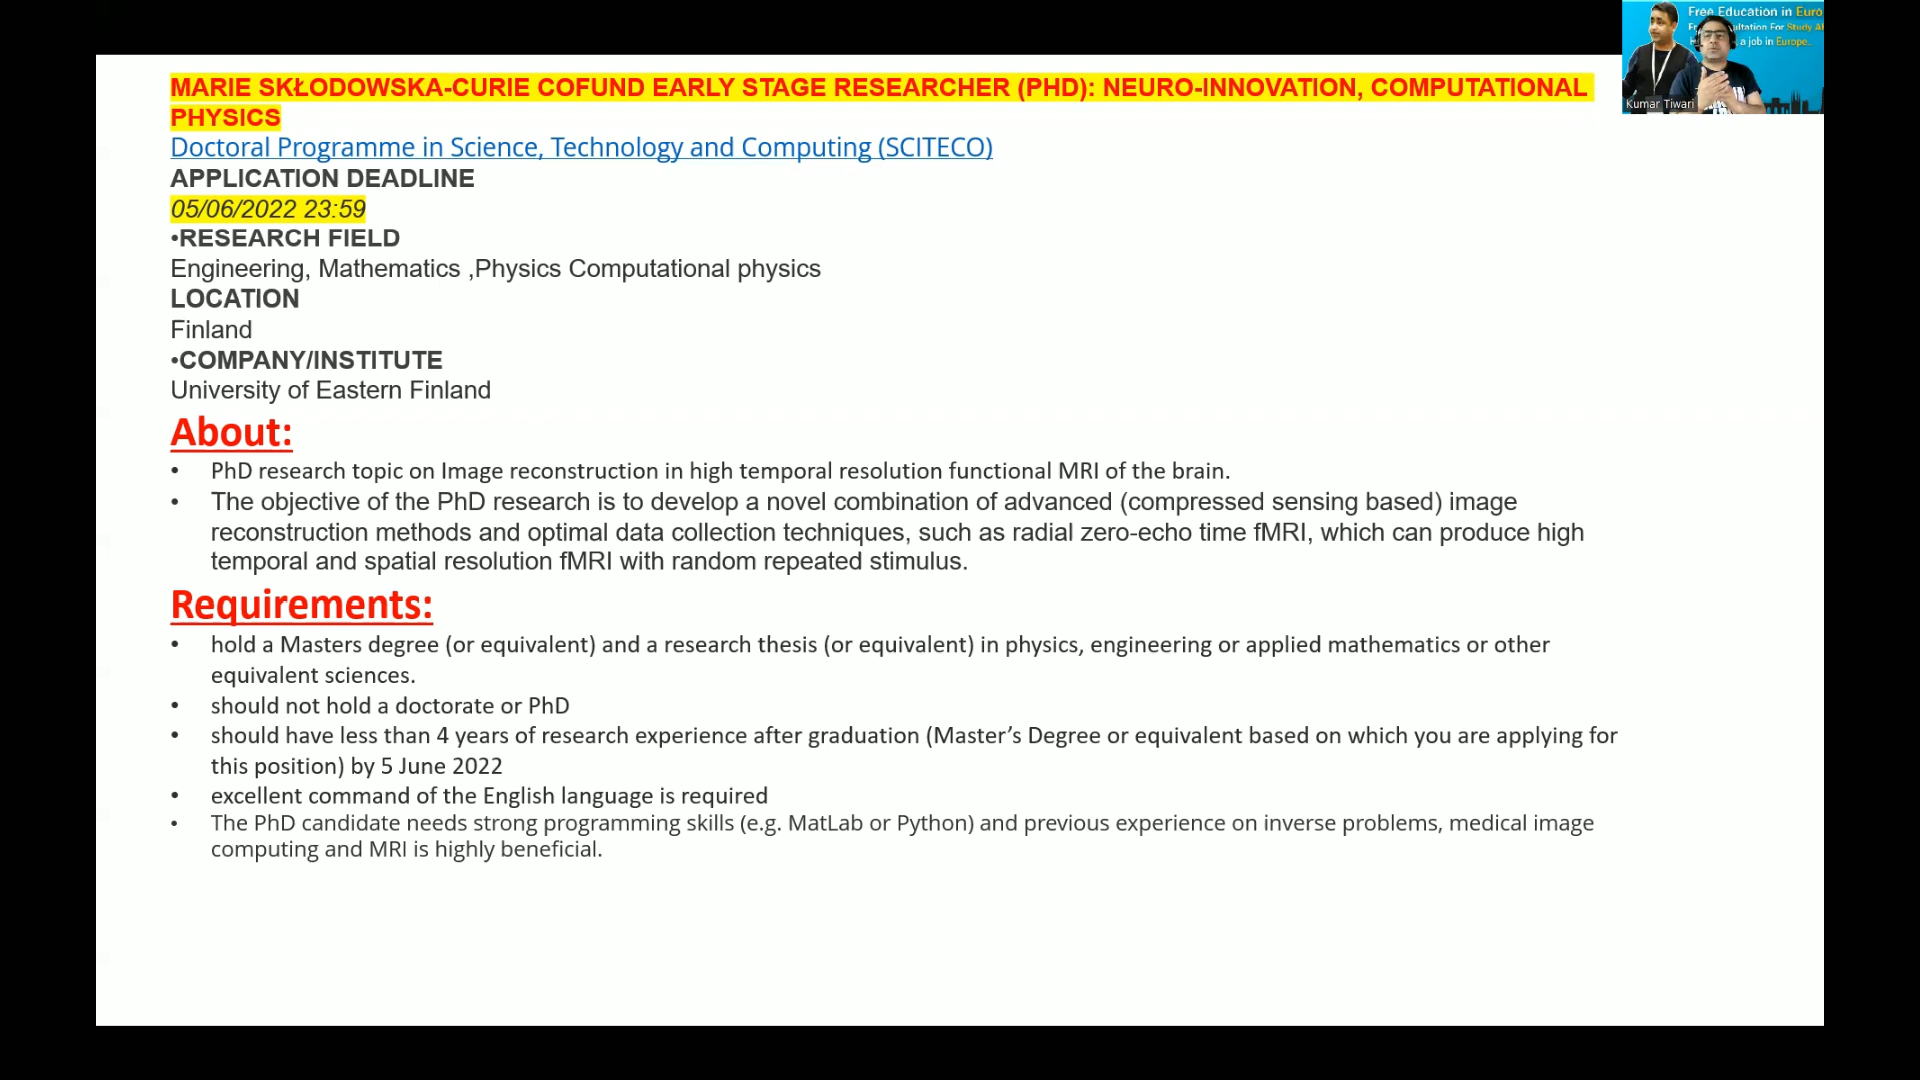 MARIE SKŁODOWSKA-CURIE COFUND EARLY STAGE RESEARCHER (PHD): NEURO-INNOVATION, COMPUTATIONAL
PHYSICS
Doctoral Programme in Science, Technology and Computing (SCITECO)
APPLICATION DEADLINE
05/06/2022 23:59
•RESEARCH FIELD
Engineering, Mathematics ,Physics Computational physics
LOCATION
Finland
•COMPANY/INSTITUTE
University of Eastern Finland
About:
• PhD research topic on Image reconstruction in high temporal resolution functional MRI of the brain.
• The objective of the PhD research is to develop a novel combination of advanced (compressed sensing based) image
reconstruction methods and optimal data collection techniques, such as radial zero-echo time fMRI, which can produce high
temporal and spatial resolution fMRI with random repeated stimulus.
Requirements:
• hold a Masters degree (or equivalent) and a research thesis (or equivalent) in physics, engineering or applied mathematics or other
equivalent sciences.
• should not hold a doctorate or PhD
• should have less than 4 years of research experience after graduation (Master’s Degree or equivalent based on which you are applying for
this position) by 5 June 2022
• excellent command of the English language is required
• The PhD candidate needs strong programming skills (e.g. MatLab or Python) and previous experience on inverse problems, medical image
computing and MRI is highly beneficial.
Free Education in Euro
For Study
a job in Europe..
Kumar Tiwari